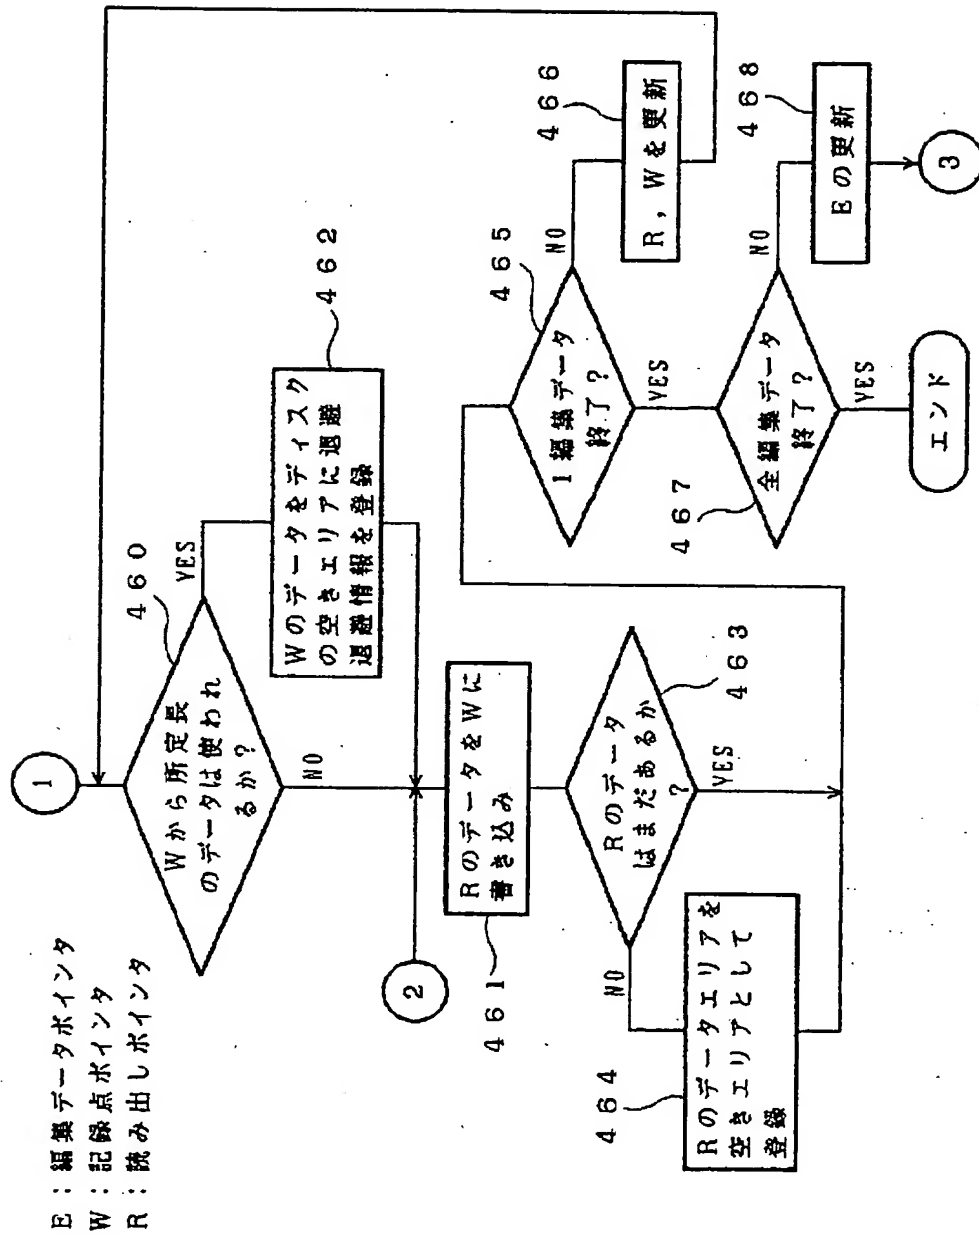 E：編集データポインタ
W：記録点ポインタ
R：読み出しポインタ
1
460
Wから所定長
のデータは使われ
るか？
YES
NO
462
Wのデータをディスク
の空きエリアに退避
退避情報を登録
2
461
RのデータをWに
書き込み
463
Rのデータ
はまだあるか
？
NO
YES
464
Rのデータエリアを
空きエリアとして
登録
465
1編集データ
終了？
NO
YES
466
R，Wを更新
467
全編集データ
終了？
NO
YES
468
Eの更新
3
エンド